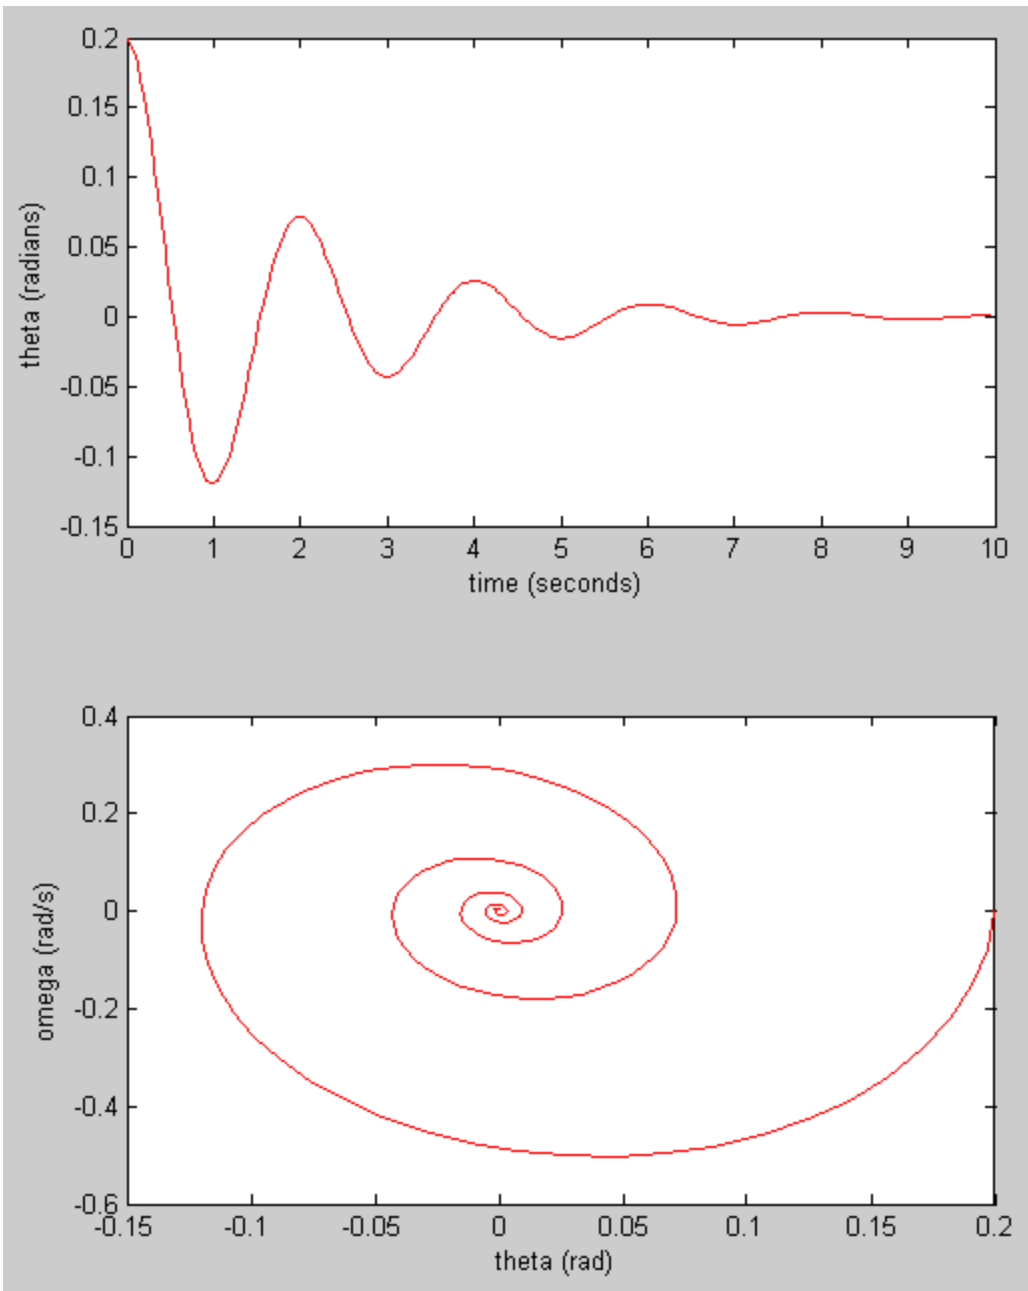 0.2
0.15
0.1
0.05
0
-0.05
-0.1
-0.15
theta (radians)
0 1 2 3 4 5 6 7 8 9 10
time (seconds)
0.4
0.2
0
-0.2
-0.4
-0.6
omega (rad/s)
-0.15 -0.1 -0.05 0 0.05 0.1 0.15 0.2
theta (rad)